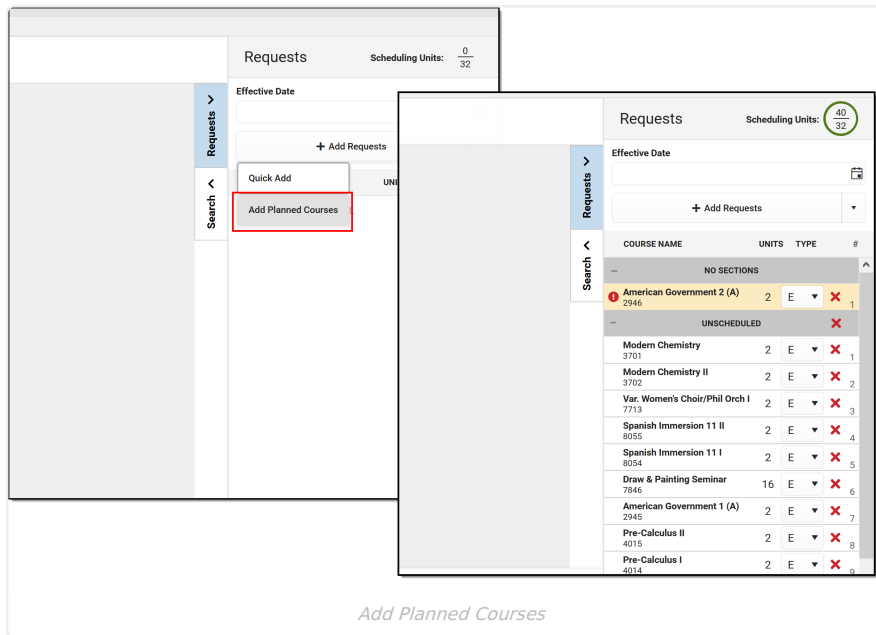 Requests Scheduling Units: 0
32
Requests
Search
Effective Date
+ Add Requests
Quick Add
UNI
Add Planned Courses
Requests Scheduling Units: 40
32
Requests
Search
Effective Date
+ Add Requests
COURSE NAME UNITS TYPE #
NO SECTIONS
American Government 2 (A) 2 E 1
2946
UNSCHEDULED
Modern Chemistry 2 E 1
3701
Modern Chemistry II 2 E 2
3702
Var. Women's Choir/Phil Orch I 2 E 3
7713
Spanish Immersion 11 II 2 E 4
8055
Spanish Immersion 11 I 2 E 5
8054
Draw & Painting Seminar 16 E 6
7846
American Government 1 (A) 2 E 7
2945
Pre-Calculus II 2 E 8
4015
Pre-Calculus I 2 E 9
4014
Add Planned Courses